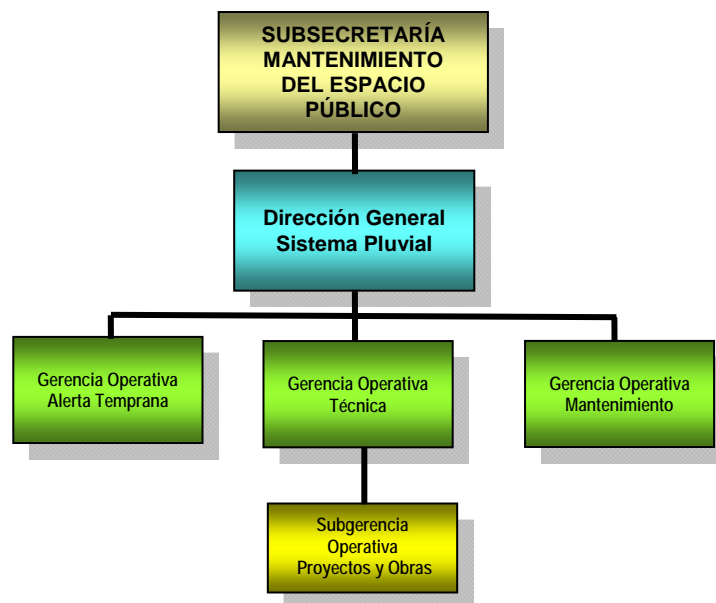 SUBSECRETARÍA
MANTENIMIENTO
DEL ESPACIO
PÚBLICO
Dirección General
Sistema Pluvial
Gerencia Operativa
Alerta Temprana
Gerencia Operativa
Técnica
Gerencia Operativa
Mantenimiento
Subgerencia
Operativa
Proyectos y Obras